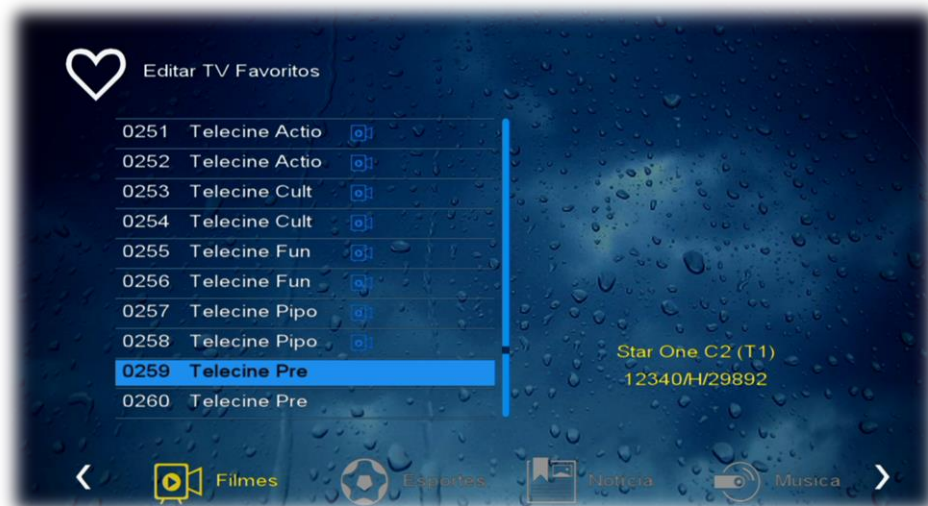 Editar TV Favoritos
0251 Telecine Actio
0252 Telecine Actio
0253 Telecine Cult
0254 Telecine Cult
0255 Telecine Fun
0256 Telecine Fun
0257 Telecine Pipo
0258 Telecine Pipo
0259 Telecine Pre
0260 Telecine Pre
Star One C2 (T1)
12340/H/29892
Filmes
Esportes
Noticia
Musica